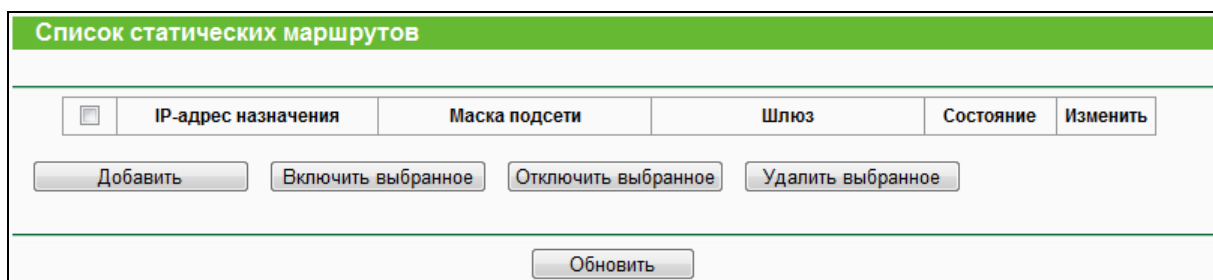 Список статических маршрутов
IP-адрес назначения Маска подсети Шлюз Состояние Изменить
Добавить Включить выбранное Отключить выбранное Удалить выбранное
Обновить